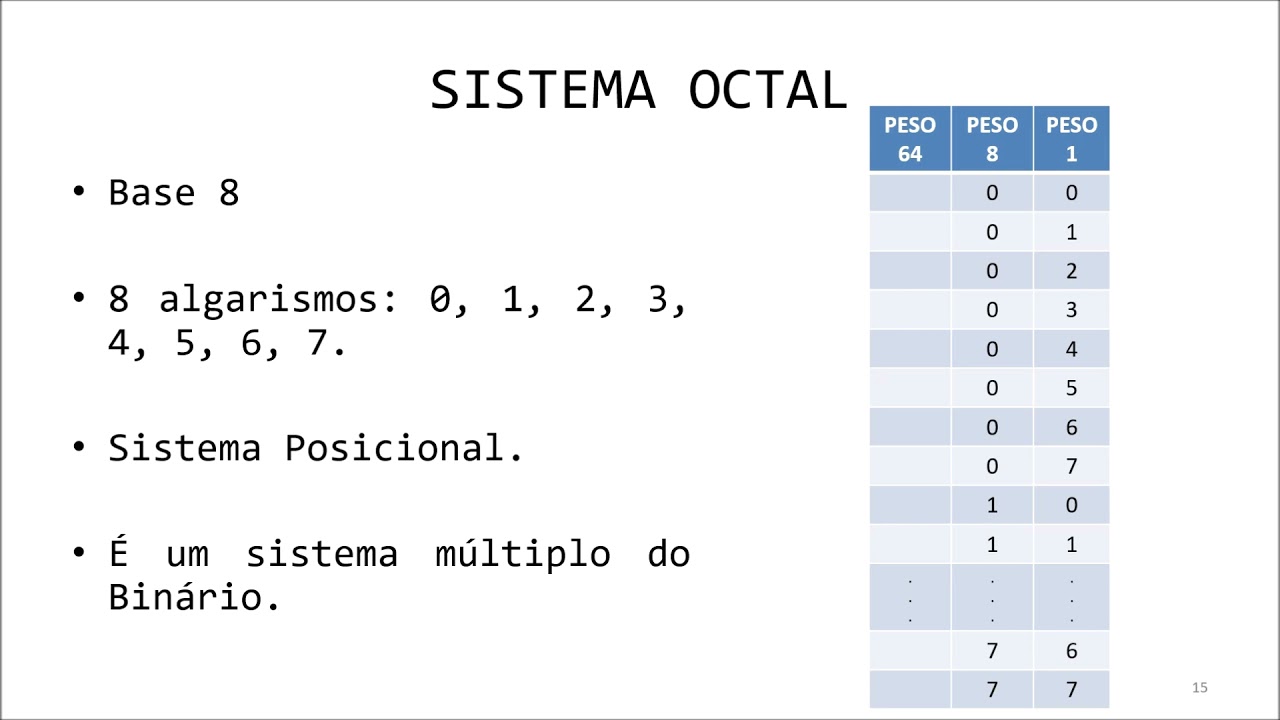 SISTEMA OCTAL
• Base 8
• 8 algarismos: 0, 1, 2, 3,
4, 5, 6, 7.
• Sistema Posicional.
• É um sistema múltiplo do
Binário.
PESO PESO PESO
64 8 1
0 0
0 1
0 2
0 3
0 4
0 5
0 6
0 7
1 0
1 1
. . .
. . .
. . .
7 6
7 7
15